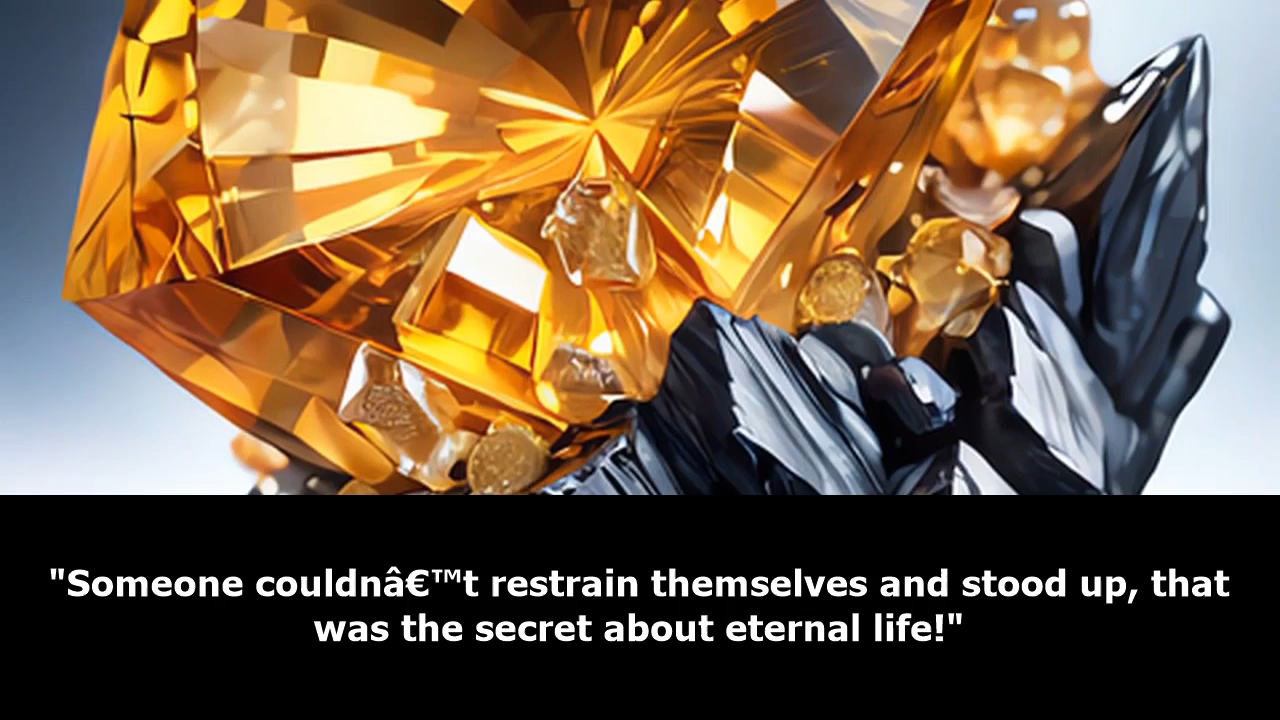 "Someone couldnâ€™t restrain themselves and stood up, that
was the secret about eternal life!"